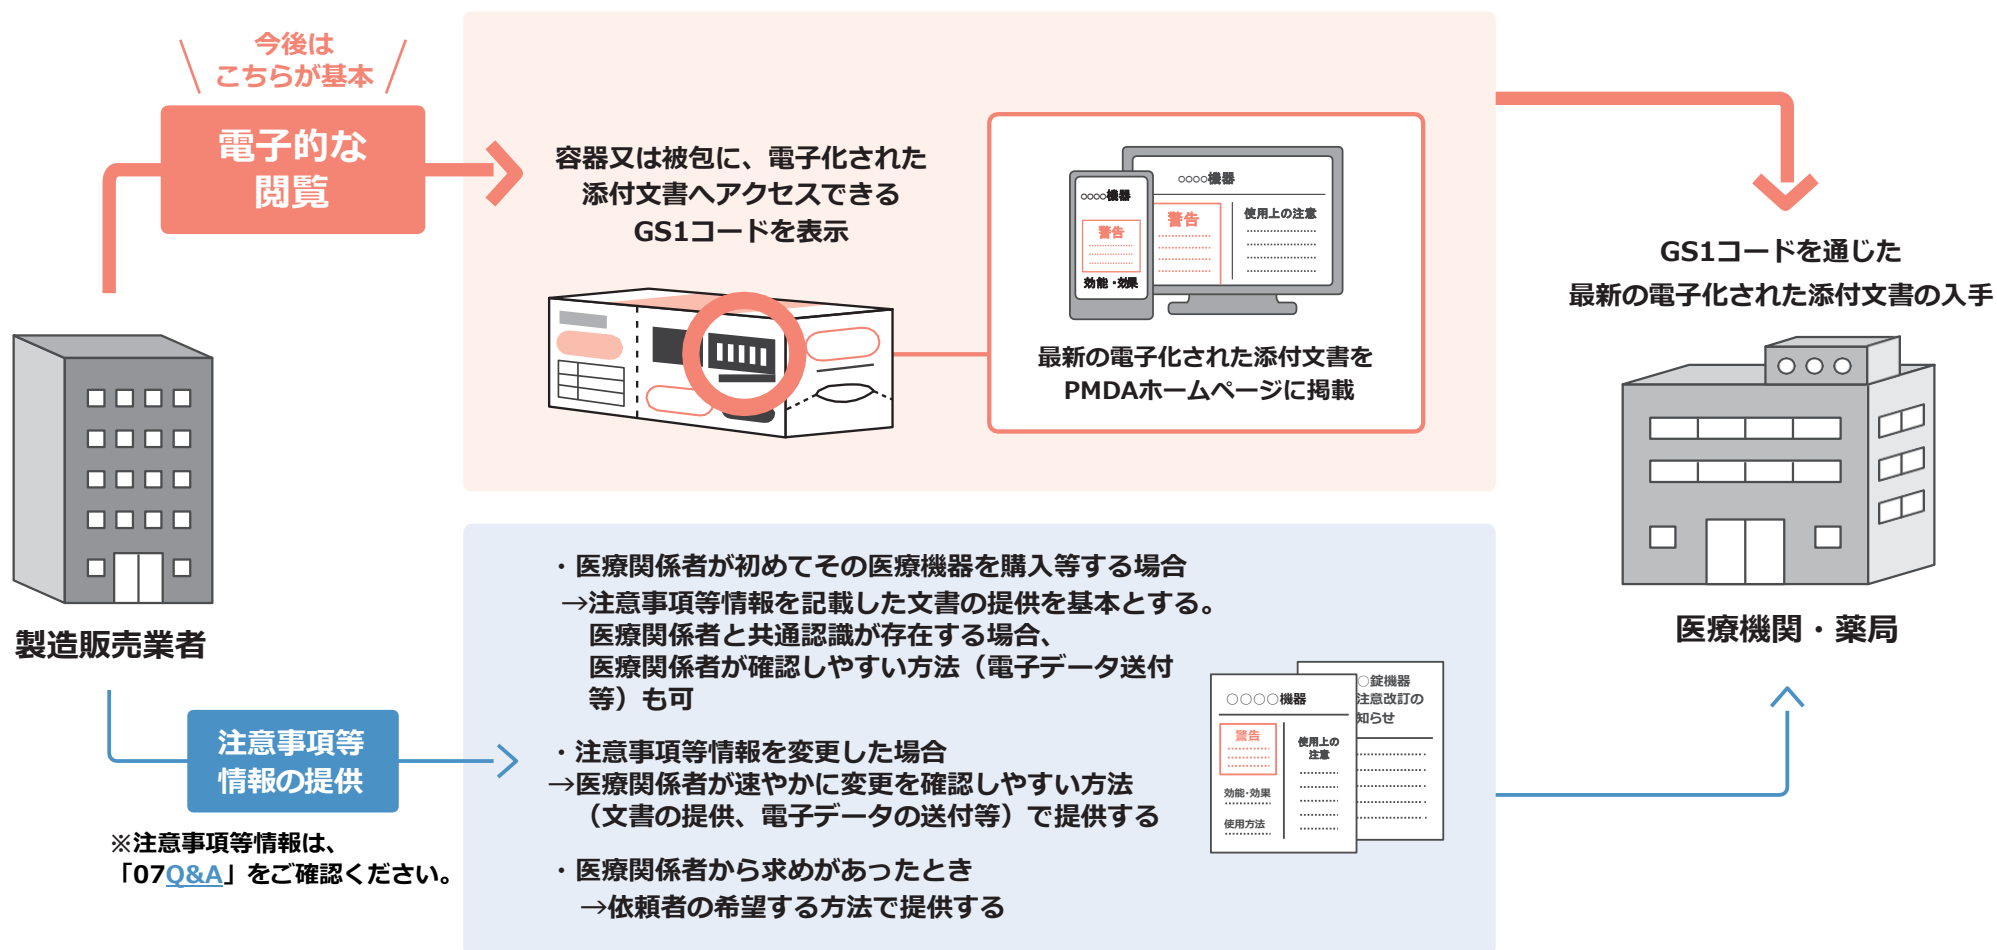 今後は
こちらが基本
電子的な
閲覧
容器又は被包に、電子化された
添付文書へアクセスできる
GS1コードを表示
○○○○機器
警告
効能・効果
○○○○機器
警告
使用上の注意
最新の電子化された添付文書を
PMDAホームページに掲載
GS1コードを通じた
最新の電子化された添付文書の入手
製造販売業者
医療機関・薬局
注意事項等
情報の提供
※注意事項等情報は、
「07Q&A」をご確認ください。
・医療関係者が初めてその医療機器を購入等する場合
→注意事項等情報を記載した文書の提供を基本とする。
医療関係者と共通認識が存在する場合、
医療関係者が確認しやすい方法（電子データ送付
等）も可
・注意事項等情報を変更した場合
→医療関係者が速やかに変更を確認しやすい方法
（文書の提供、電子データの送付等）で提供する
・医療関係者から求めがあったとき
→依頼者の希望する方法で提供する
○○○○機器
警告
使用上の
注意
効能・効果
使用方法
○錠機器
注意改訂の
知らせ